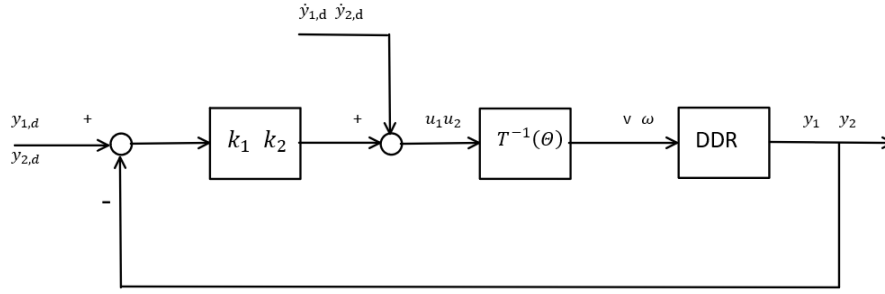 ẏ₁,d ẏ₂,d
y₁,d + + u₁u₂ v ω y₁ y₂
k₁ k₂ T⁻¹(Θ) DDR
y₂,d
-